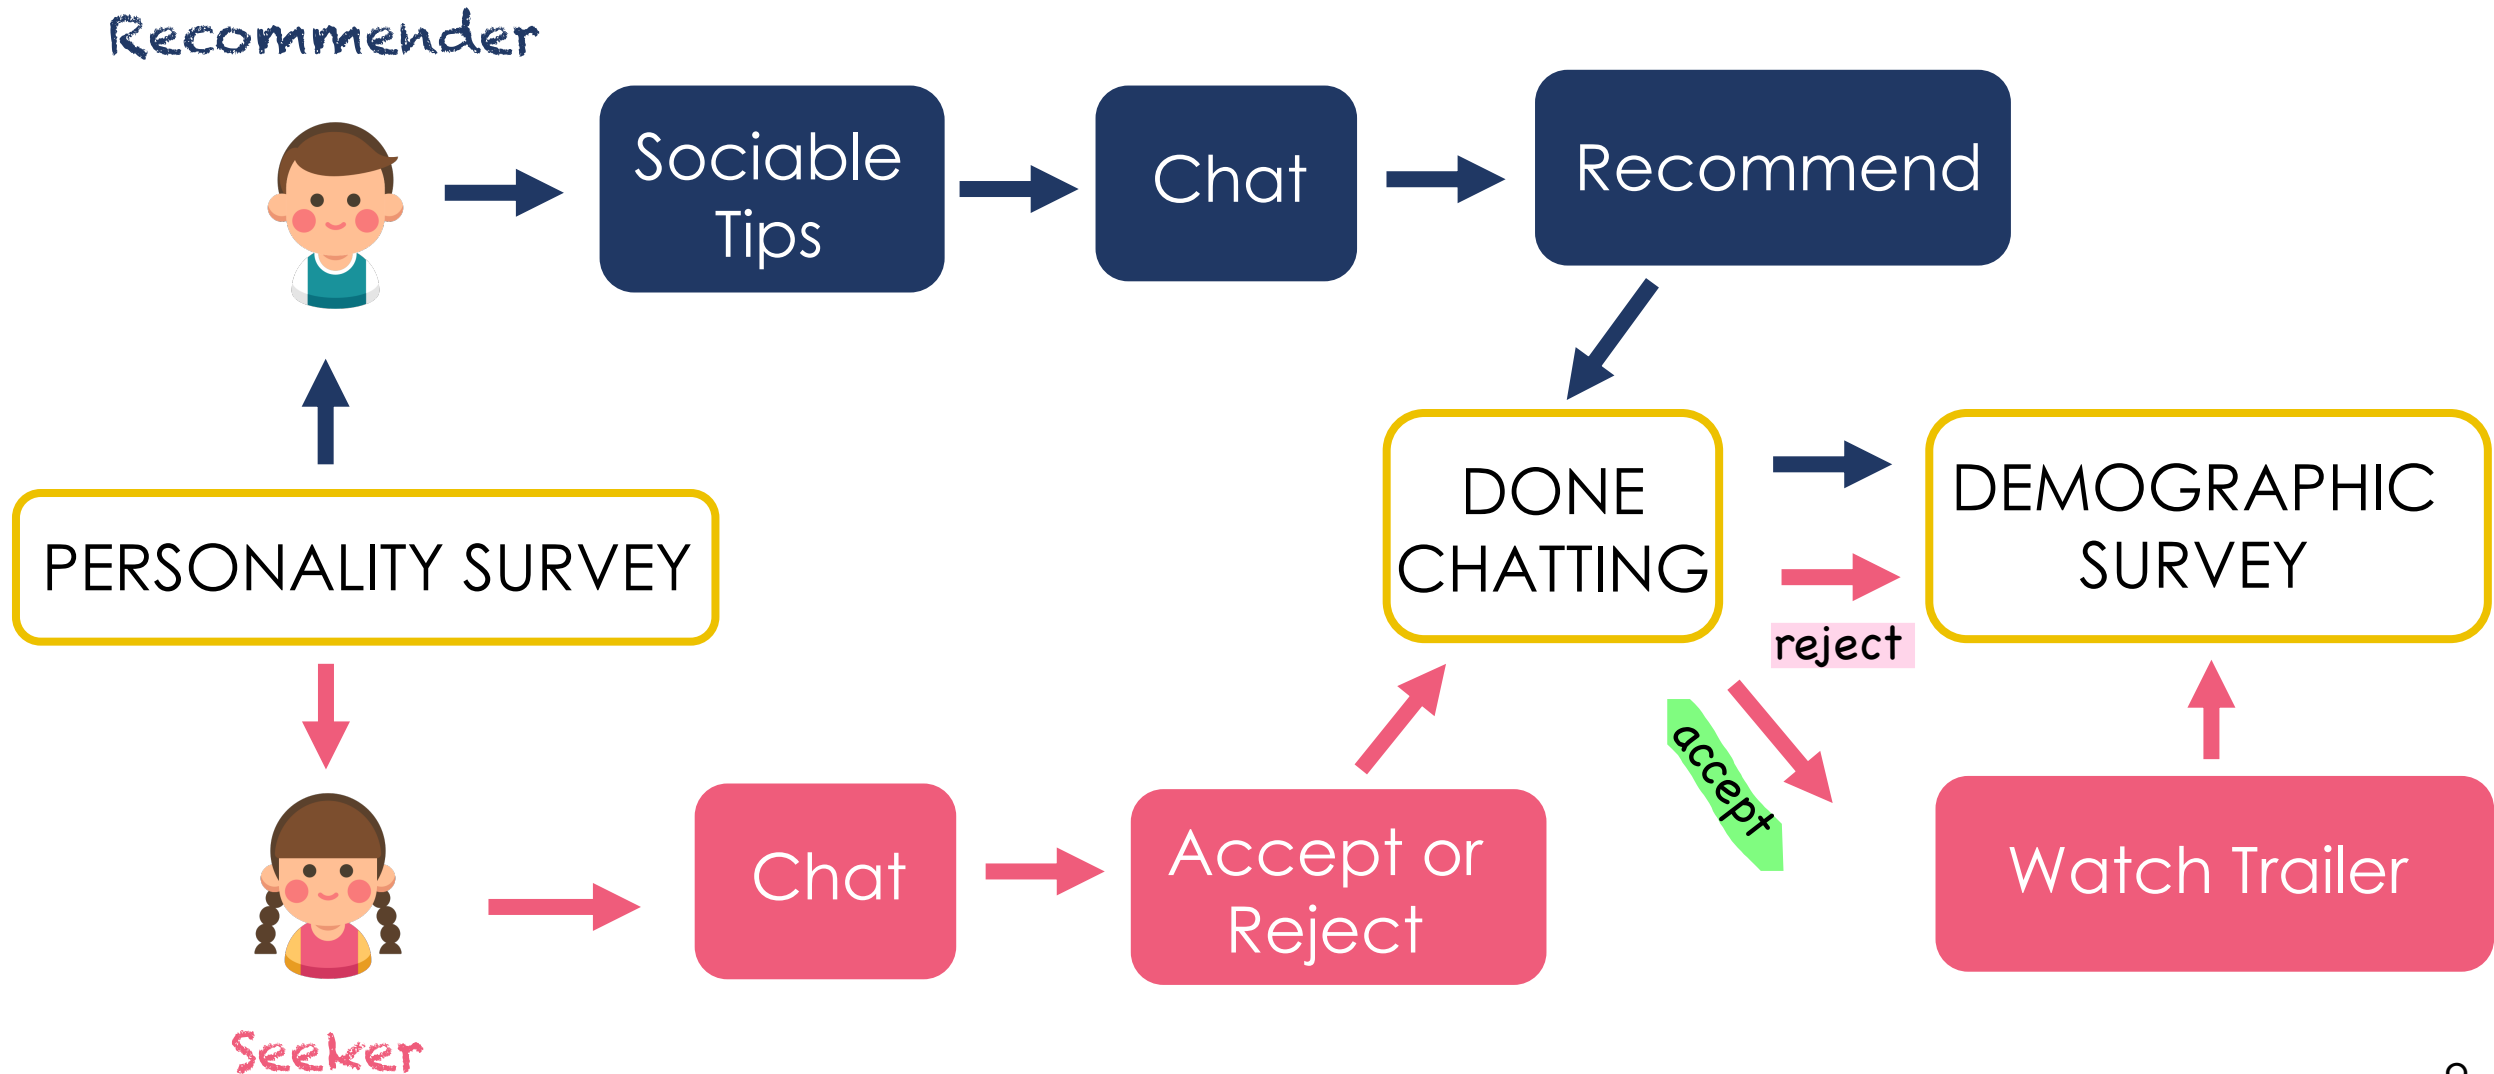 Recommender
Sociable
Tips
Chat
Recommend
PERSONALITY SURVEY
DONE
CHATTING
DEMOGRAPHIC
SURVEY
reject
accept
Chat
Accept or
Reject
Watch Trailer
Seeker